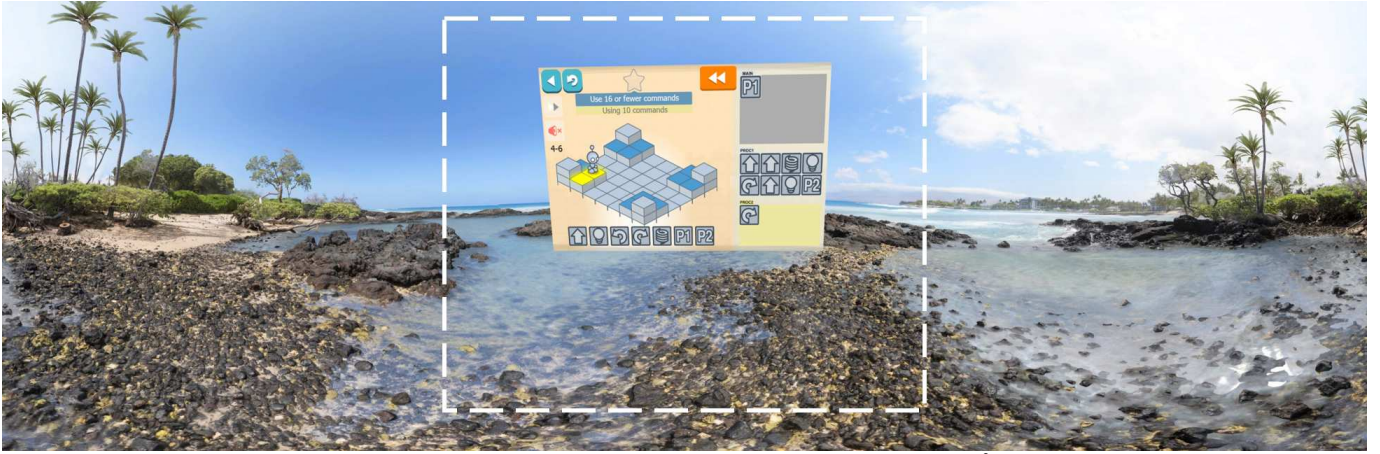 Use 16 or fewer commands
Using 10 commands
4-6
MAIN
P1
PROC1
P2
PROC2
P1 P2